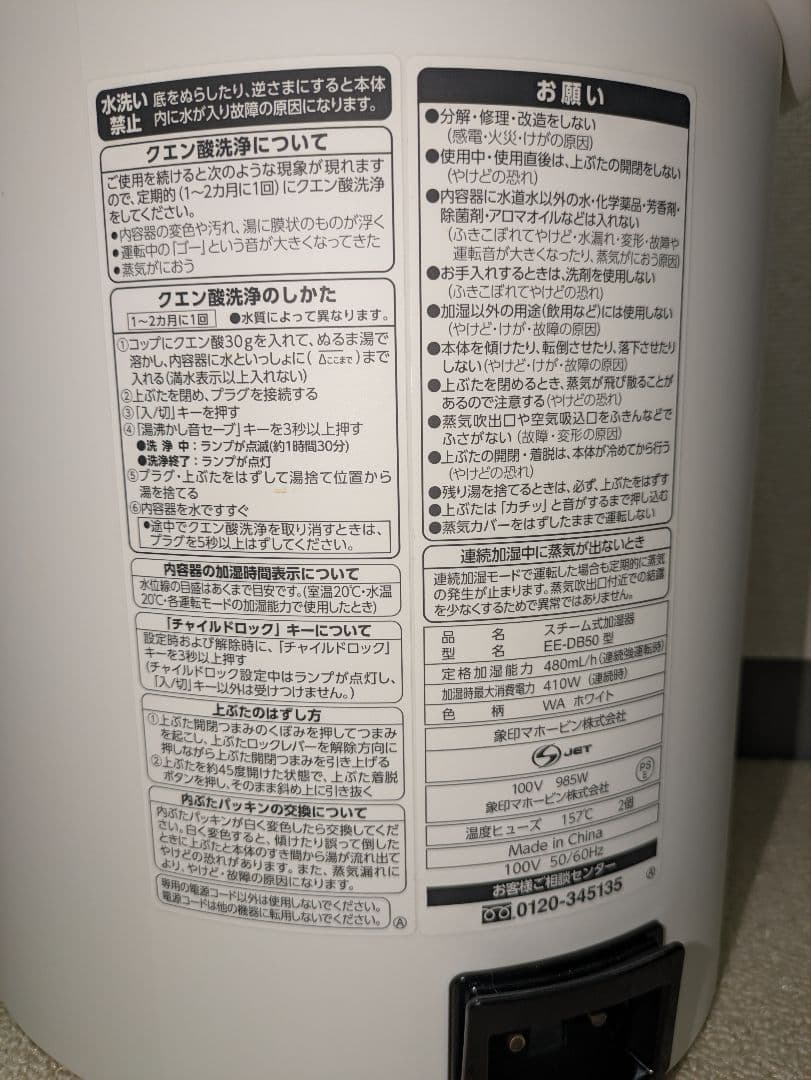 水洗い
禁止
底をぬらしたり、逆さまにすると本体
内に水が入り故障の原因になります。
クエン酸洗浄について
ご使用を続けると次のような現象が現れます
ので、定期的(1〜2カ月に1回)にクエン酸洗浄
をしてください。
●内容器の変色や汚れ、湯に膜状のものが浮く
●運転中の「ゴー」という音が大きくなってきた
●蒸気がにおう
クエン酸洗浄のしかた
1〜2カ月に1回 ●水質によって異なります。
①コップにクエン酸30gを入れて、ぬるま湯で
溶かし、内容器に水といっしょに(△ここまで)まで
入れる(満水表示以上入れない)
②上ぶたを閉め、プラグを接続する
③「入/切」キーを押す
④「湯沸かし音セーブ」キーを3秒以上押す
●洗浄中:ランプが点滅(約1時間30分)
●洗浄終了:ランプが点灯
⑤プラグ・上ぶたをはずして湯捨て位置から
湯を捨てる
⑥内容器を水ですすぐ
●途中でクエン酸洗浄を取り消すときは、
プラグを5秒以上はずしてください。
内容器の加湿時間表示について
水位線の目盛はあくまで目安です。(室温20℃・水温
20℃・各運転モードの加湿能力で使用したとき)
「チャイルドロック」キーについて
設定時および解除時に、「チャイルドロック」
キーを3秒以上押す
(チャイルドロック設定中はランプが点灯し、
「入/切」キー以外は受けつけません。)
上ぶたのはずし方
①上ぶた開閉つまみのくぼみを押してつまみ
を起こし、上ぶたロックレバーを解除方向に
押しながら上ぶた開閉つまみを引き上げる
②上ぶたを約45度開けた状態で、上ぶた着脱
ボタンを押し、そのまま斜め上に引き抜く
内ぶたパッキンの交換について
内ぶたパッキンが白く変色したら交換してくだ
さい。白く変色すると、傾けたり誤って倒した
ときに上ぶたと本体のすき間から湯が流れ出て
やけどの恐れがあります。また、蒸気漏れに
より、やけど・故障の原因になります。
専用の電源コード以外は使用しないでください。
電源コードは他の機器に転用しないでください。
Ⓐ
お願い
●分解・修理・改造をしない
(感電・火災・けがの原因)
●使用中・使用直後は、上ぶたの開閉をしない
(やけどの恐れ)
●内容器に水道水以外の水・化学薬品・芳香剤・
除菌剤・アロマオイルなどは入れない
(ふきこぼれてやけど・水漏れ・変形・故障や
運転音が大きくなったり、蒸気がにおう原因)
●お手入れするときは、洗剤を使用しない
(ふきこぼれてやけどの恐れ)
●加湿以外の用途(飲用など)には使用しない
(やけど・けが・故障の原因)
●本体を傾けたり、転倒させたり、落下させたり
しない(やけど・けが・故障の原因)
●上ぶたを閉めるとき、蒸気が飛び散ることが
あるので注意する(やけどの恐れ)
●蒸気吹出口や空気吸込口をふきんなどで
ふさがない(故障・変形の原因)
●上ぶたの開閉・着脱は、本体が冷めてから行う
(やけどの恐れ)
●残り湯を捨てるときは、必ず、上ぶたをはずす
●上ぶたは「カチッ」と音がするまで押し込む
●蒸気カバーをはずしたままで運転しない
連続加湿中に蒸気が出ないとき
連続加湿モードで運転した場合も定期的に蒸気
の発生が止まります。蒸気吹出口付近での結露
を少なくするためで異常ではありません。
品名 スチーム式加湿器
型名 EE-DB50 型
定格加湿能力 480mL/h(連続強運転時)
加湿時最大消費電力 410W(連続時)
色柄 WA ホワイト
象印マホービン株式会社
JET
100V 985W
象印マホービン株式会社
PS
E
温度ヒューズ 157℃ 2個
Made in China
100V 50/60Hz
お客様ご相談センター
0120-345135
Ⓐ